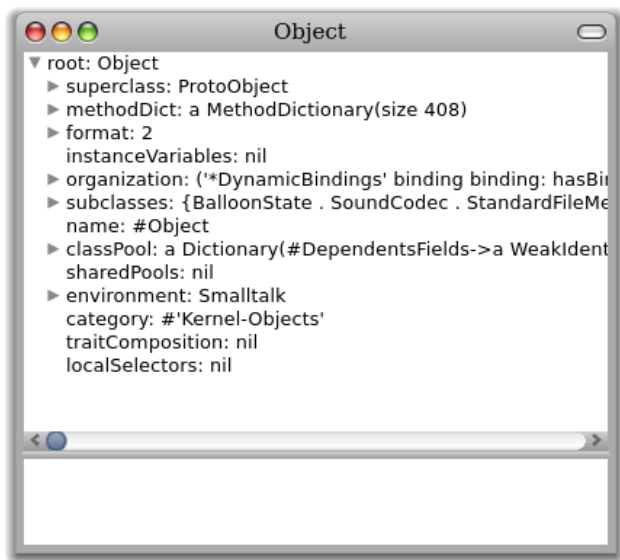 Object
root: Object
superclass: ProtoObject
methodDict: a MethodDictionary(size 408)
format: 2
instanceVariables: nil
organization: ('*DynamicBindings' binding binding: hasBin
subclasses: {BalloonState . SoundCodec . StandardFileMe
name: #Object
classPool: a Dictionary(#DependentsFields->a WeakIdent
sharedPools: nil
environment: Smalltalk
category: #'Kernel-Objects'
traitComposition: nil
localSelectors: nil